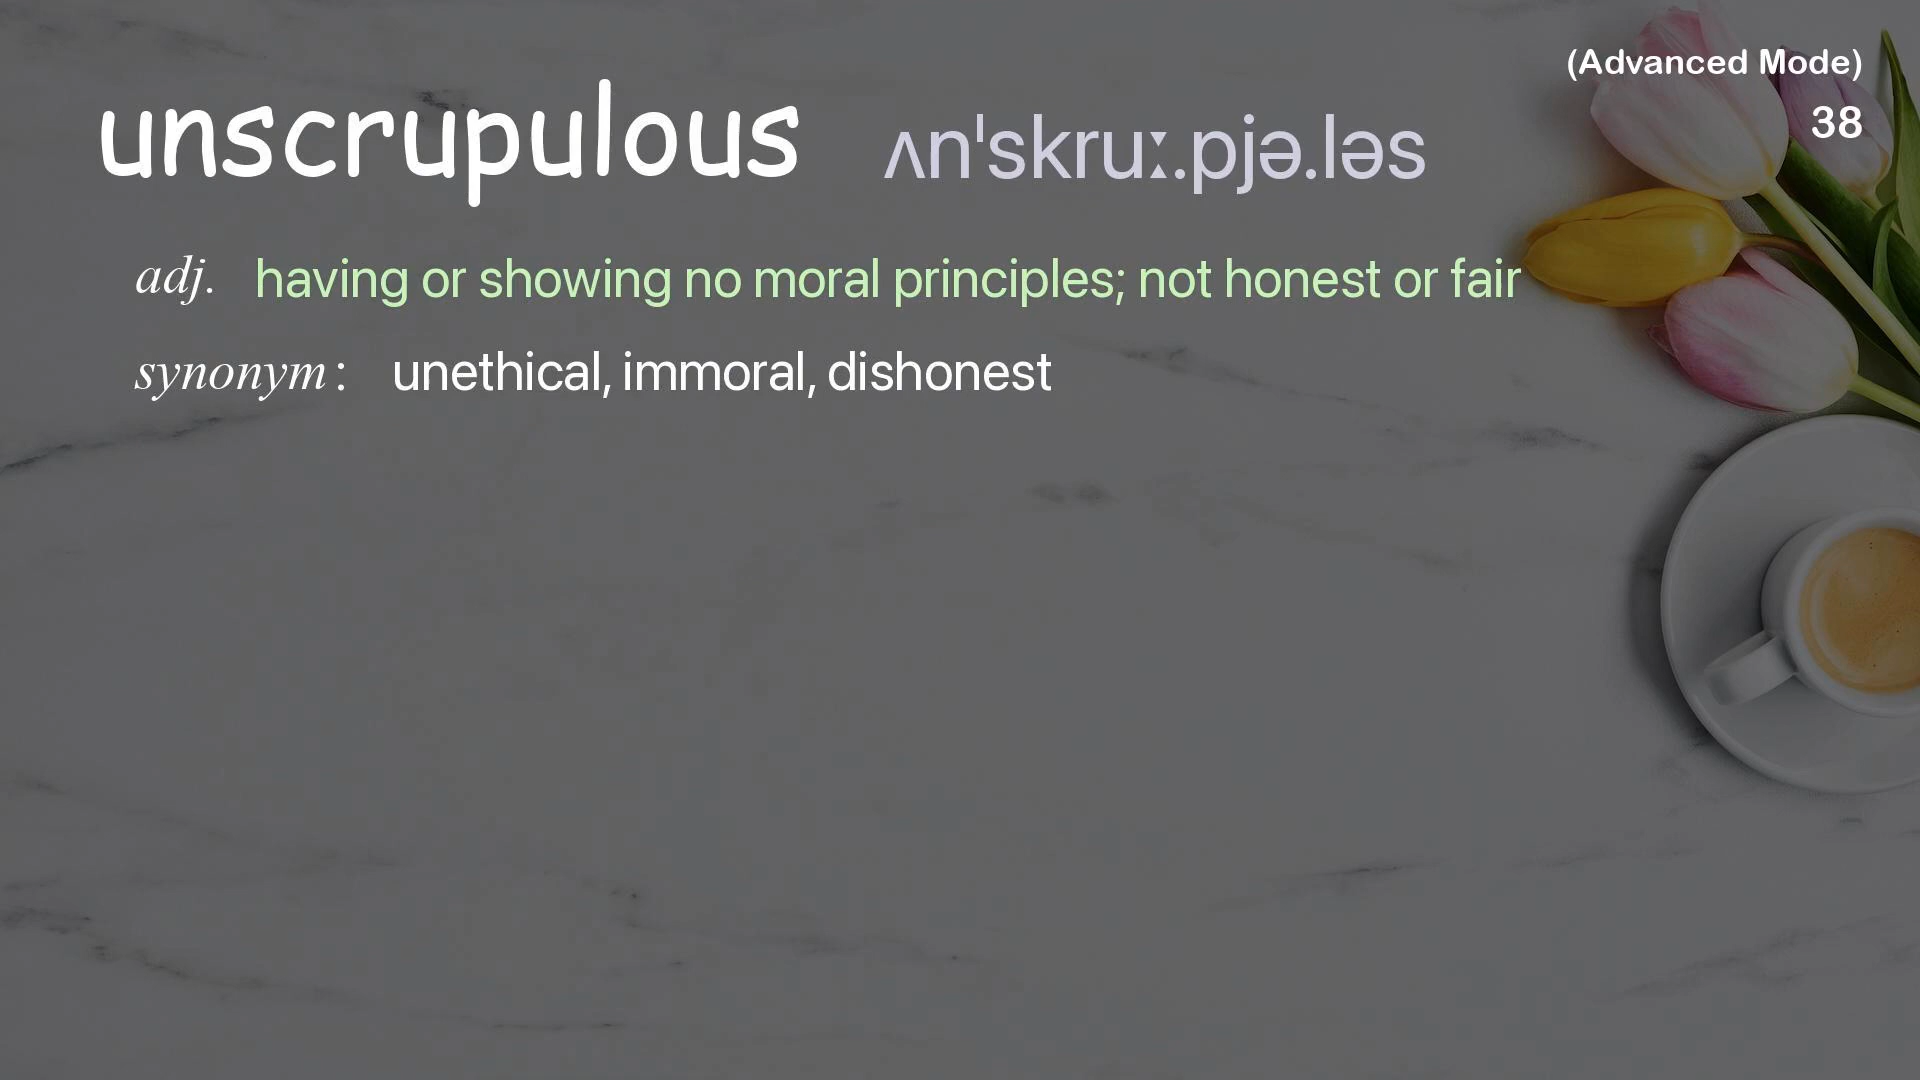 (Advanced Mode)
38
unscrupulous ʌnˈskruː.pjə.ləs
adj. having or showing no moral principles; not honest or fair
synonym : unethical, immoral, dishonest